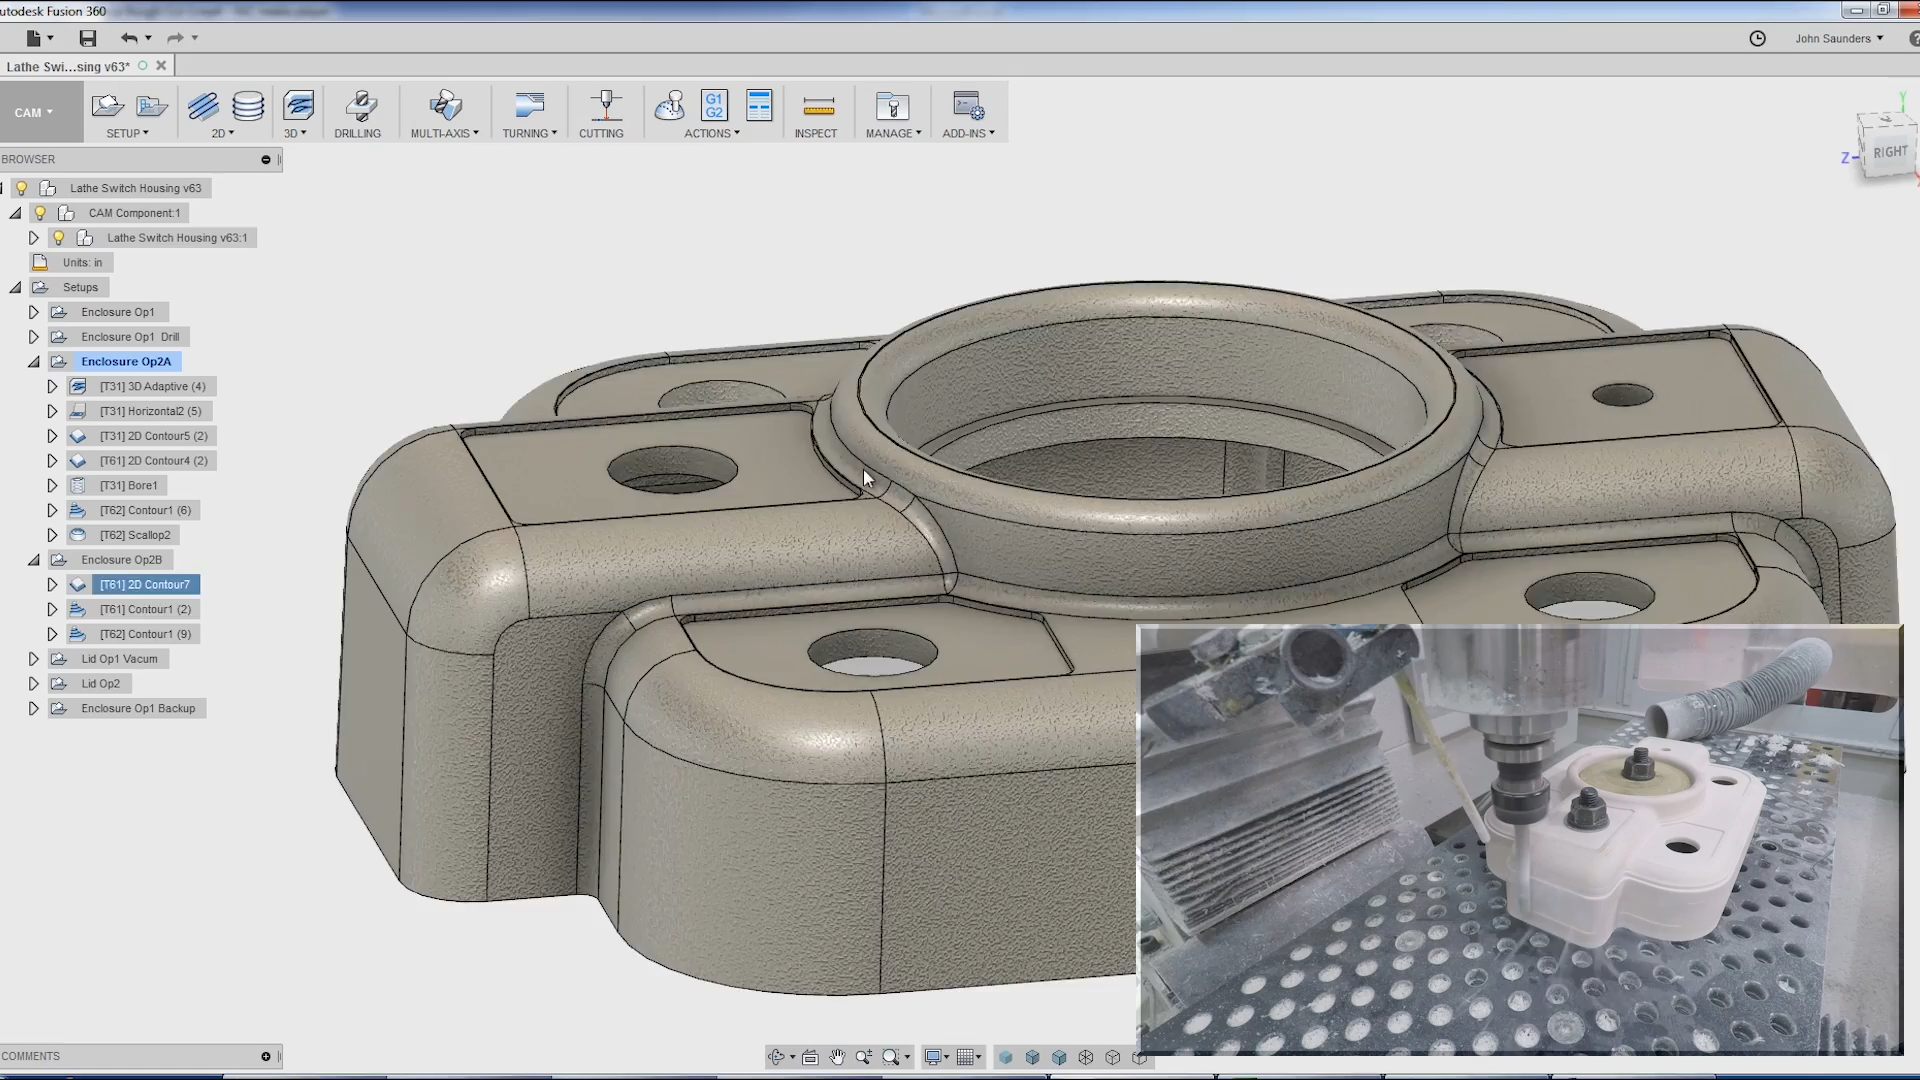 utodesk Fusion 360
John Saunders
Lathe Swi...sing v63*
CAM
SETUP
2D
3D
DRILLING
MULTI-AXIS
TURNING
CUTTING
G1
G2
ACTIONS
INSPECT
MANAGE
ADD-INS
Y
Z
RIGHT
BROWSER
Lathe Switch Housing v63
CAM Component:1
Lathe Switch Housing v63:1
Units: in
Setups
Enclosure Op1
Enclosure Op1 Drill
Enclosure Op2A
[T31] 3D Adaptive (4)
[T31] Horizontal2 (5)
[T31] 2D Contour5 (2)
[T61] 2D Contour4 (2)
[T31] Bore1
[T62] Contour1 (6)
[T62] Scallop2
Enclosure Op2B
[T61] 2D Contour7
[T61] Contour1 (2)
[T62] Contour1 (9)
Lid Op1 Vacum
Lid Op2
Enclosure Op1 Backup
COMMENTS